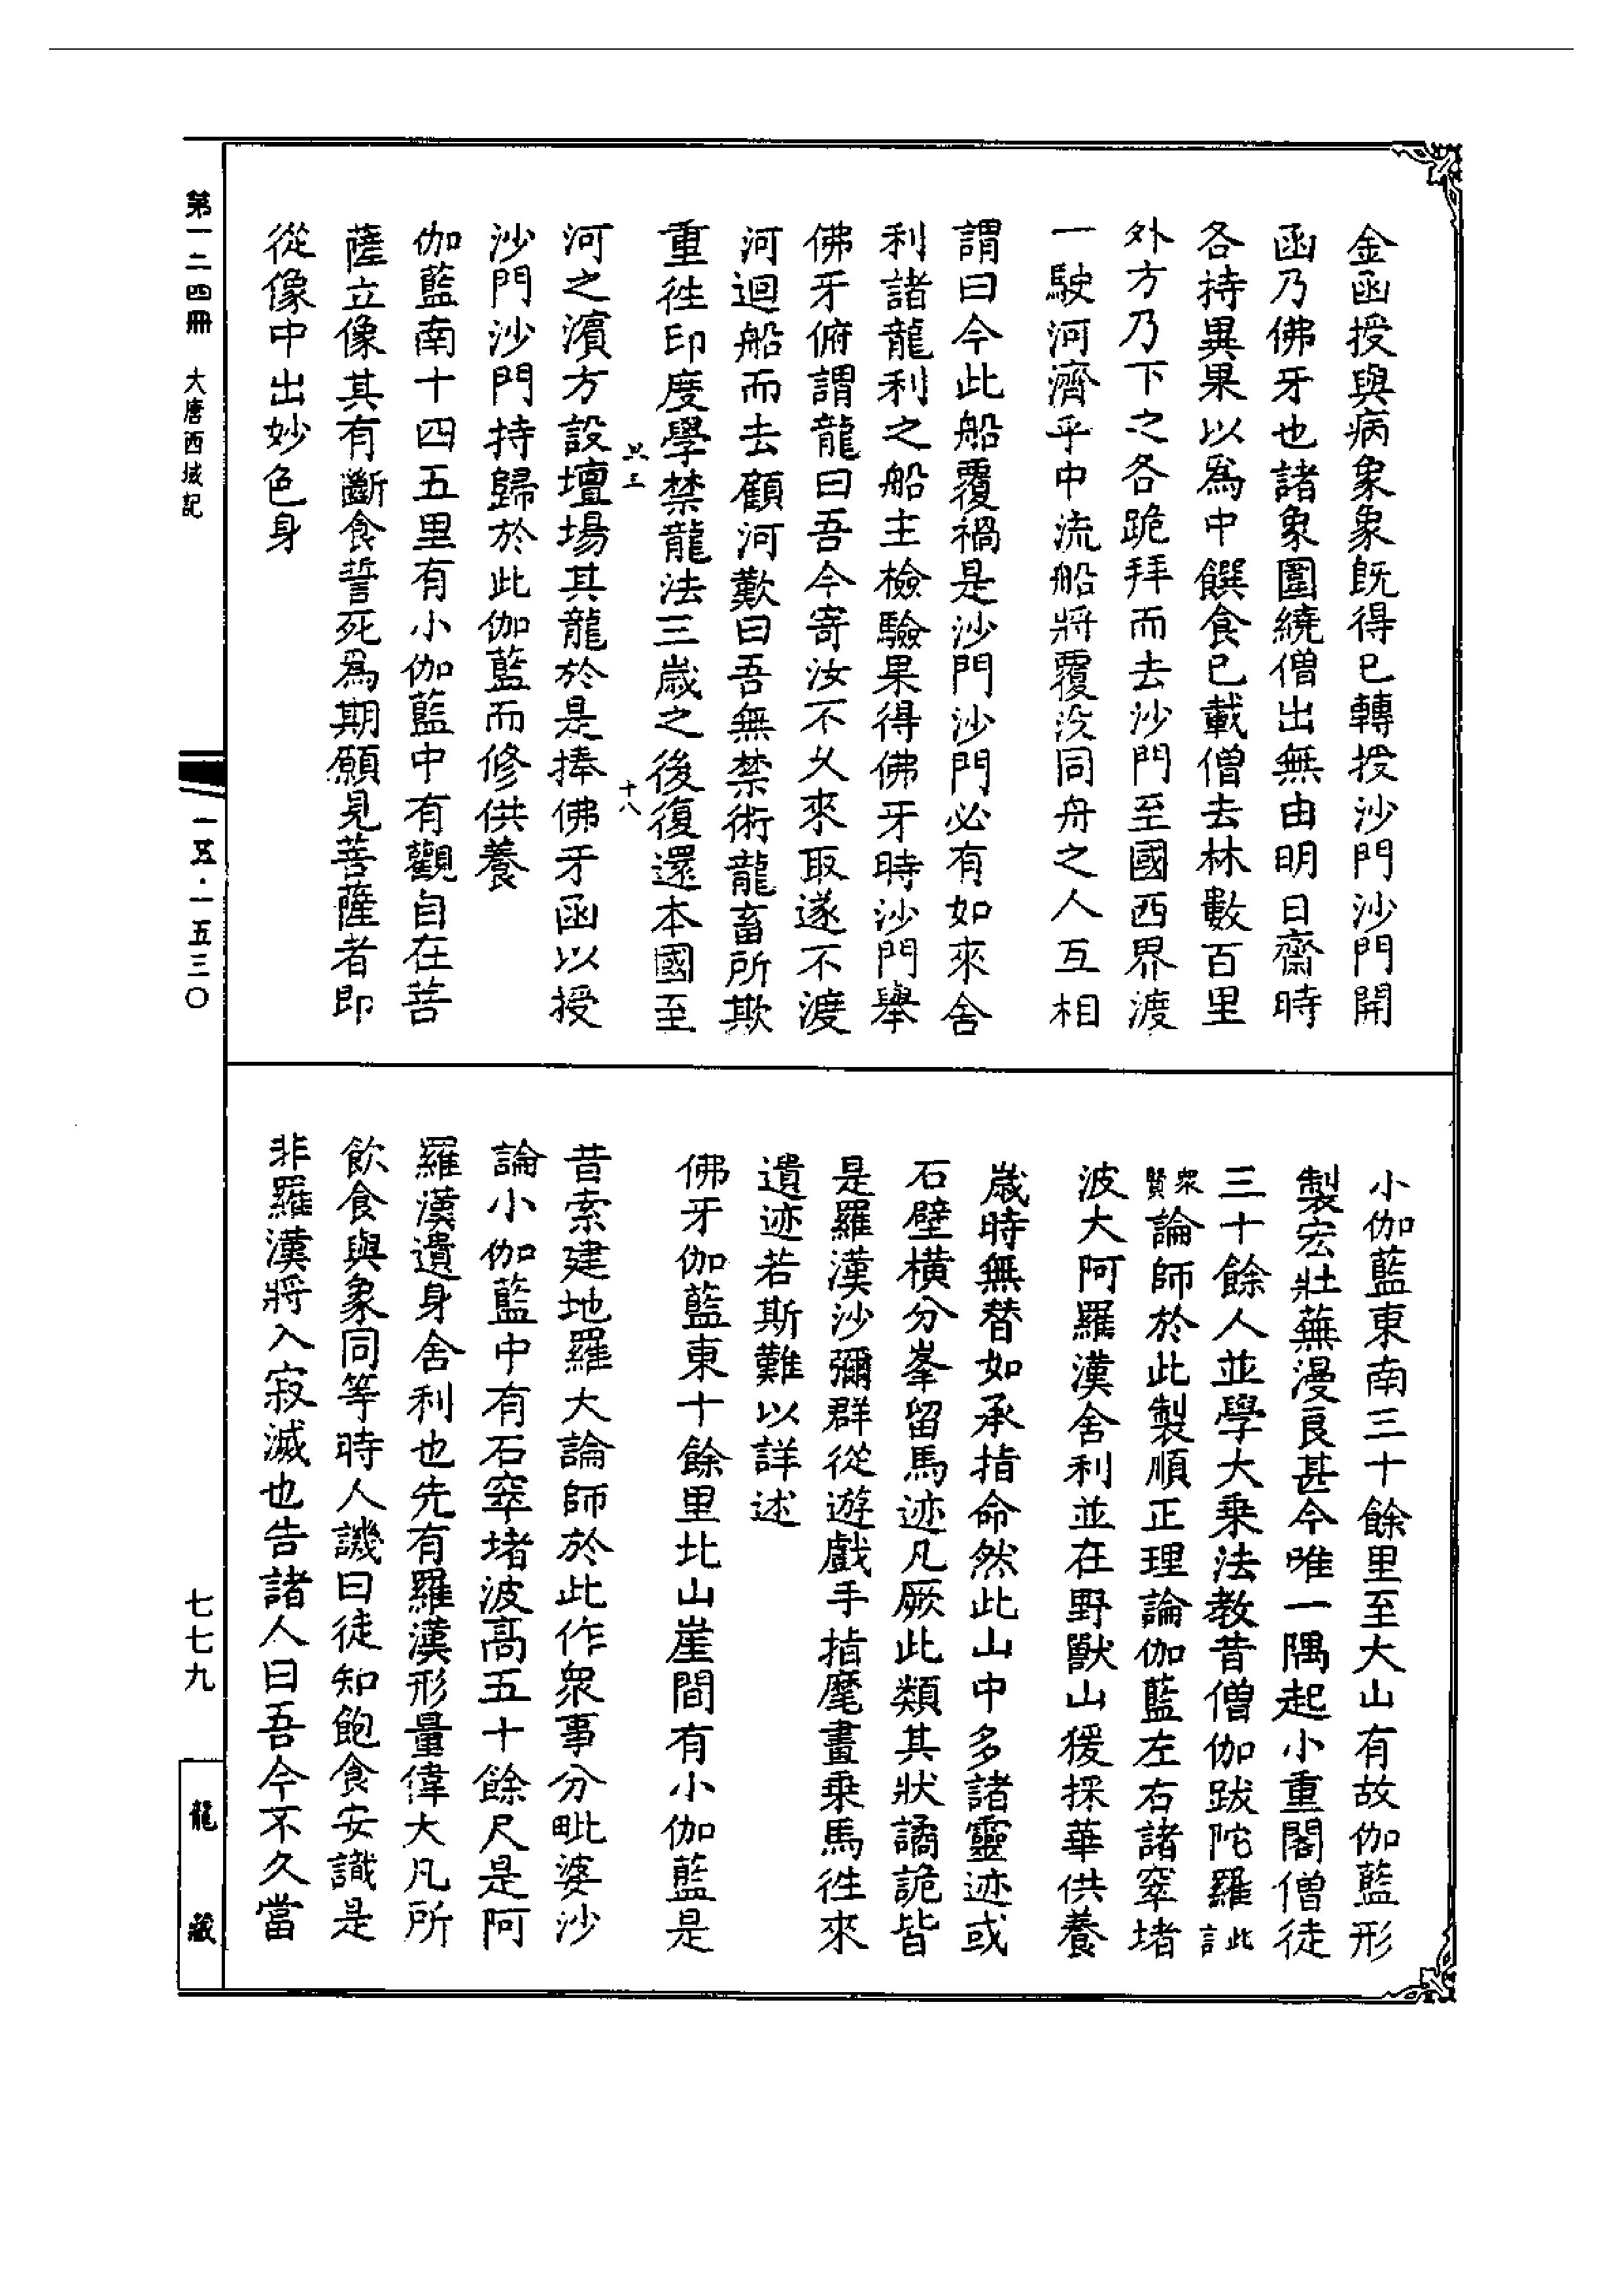 金函授與病象象旣得已轉授沙門沙門開
函乃佛牙也諸象圍繞僧出無由明日齋時
各持異果以爲中饌食已載僧去林數百里
外方乃下之各跪拜而去沙門至國西界渡
一駛河濟乎中流船將覆沒同舟之人互相
謂曰今此船覆禍是沙門沙門必有如來舍
利諸龍利之船主檢驗果得佛牙時沙門舉
佛牙俯謂龍曰吾今寄汝不久來取遂不渡
河迴船而去顧河歎曰吾無禁術龍畜所欺
重徃印度學禁龍法三歲之後復還本國至
十八
河之濱方設壇場其龍於是捧佛牙函以授
沙門沙門持歸於此伽藍而修供養
伽藍南十四五里有小伽藍中有觀自在菩
薩立像其有斷食誓死爲期願見菩薩者即
從像中出妙色身
小伽藍東南三十餘里至大山有故伽藍形
製宏壯蕪漫良甚今唯一隅起小重閣僧徒
三十餘人並學大乘法教昔僧伽跋陀羅此言
衆賢論師於此製順正理論伽藍左右諸窣堵
波大阿羅漢舍利並在野獸山猨採華供養
歲時無替如承指命然此山中多諸靈迹或
石壁橫分峯留馬迹凡厥此類其狀譎詭皆
是羅漢沙彌群從遊戲手指麾畫乘馬徃來
遺迹若斯難以詳述
佛牙伽藍東十餘里北山崖間有小伽藍是
昔索建地羅大論師於此作衆事分毗婆沙
論小伽藍中有石窣堵波高五十餘尺是阿
羅漢遺身舍利也先有羅漢形量偉大凡所
飲食與象同等時人譏曰徒知飽食安識是
非羅漢將入寂滅也告諸人曰吾今不久當
第一二四冊 大唐西域記
一五·一五三〇
七七九
龍藏